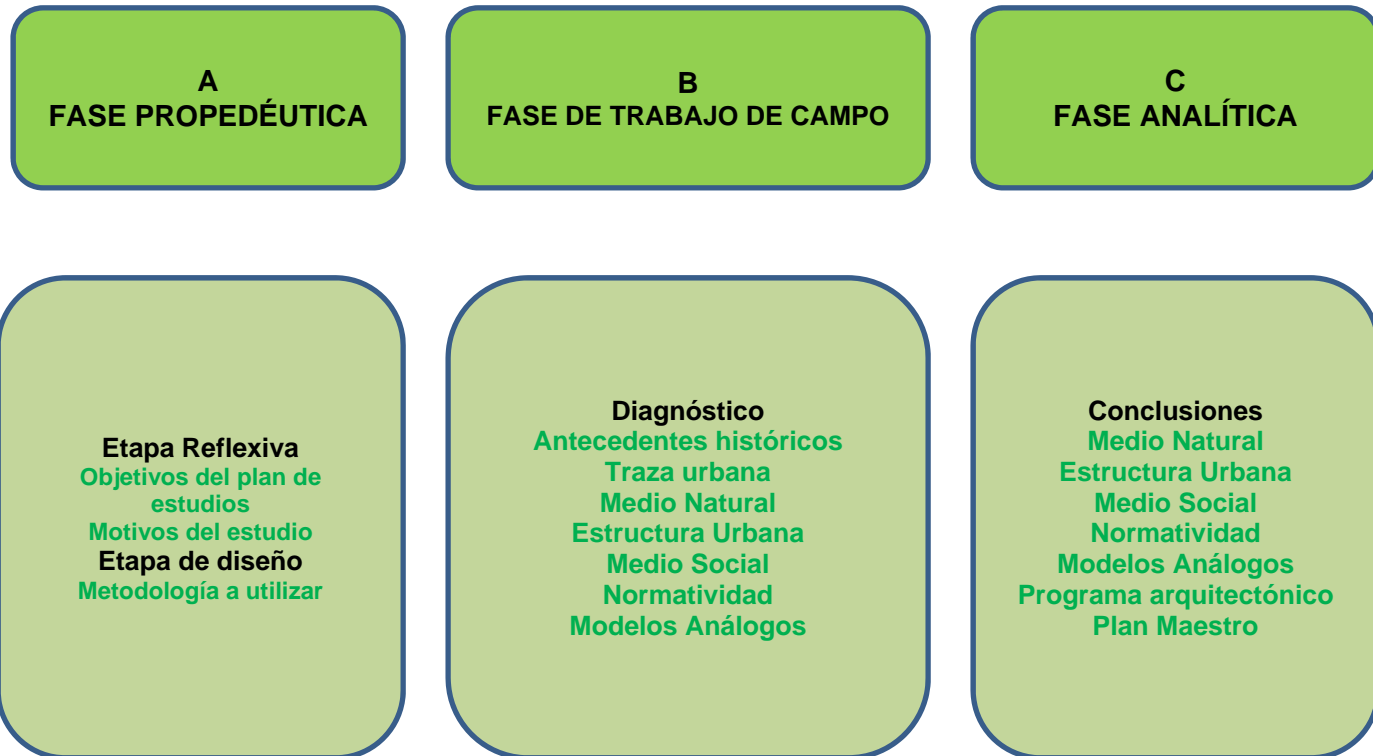 A
FASE PROPEDÉUTICA
B
FASE DE TRABAJO DE CAMPO
C
FASE ANALÍTICA
Etapa Reflexiva
Objetivos del plan de
estudios
Motivos del estudio
Etapa de diseño
Metodología a utilizar
Diagnóstico
Antecedentes históricos
Traza urbana
Medio Natural
Estructura Urbana
Medio Social
Normatividad
Modelos Análogos
Conclusiones
Medio Natural
Estructura Urbana
Medio Social
Normatividad
Modelos Análogos
Programa arquitectónico
Plan Maestro